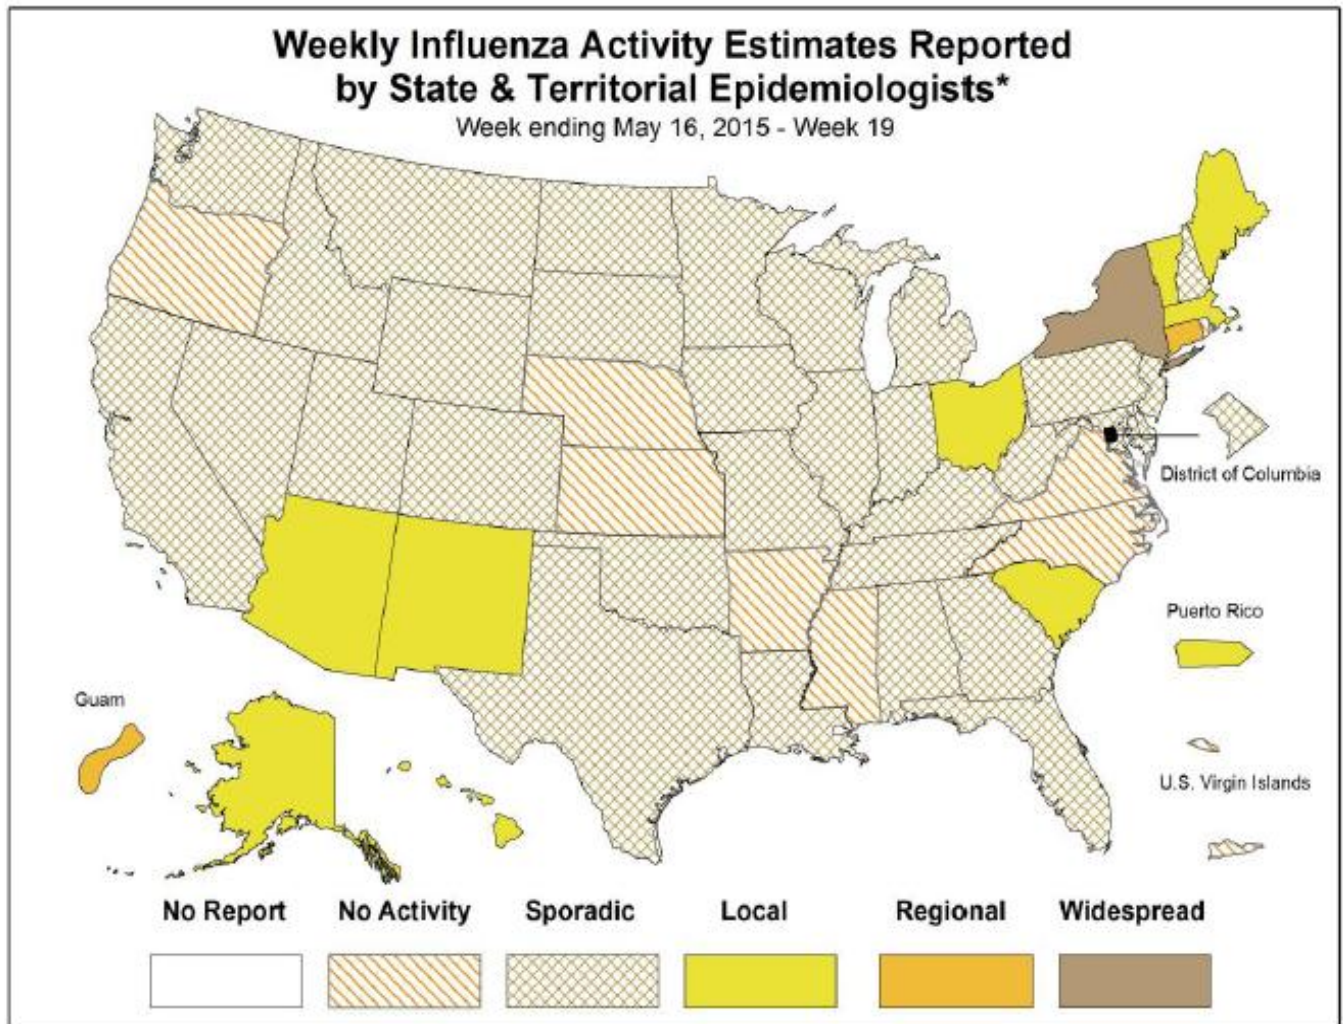 Weekly Influenza Activity Estimates Reported
by State & Territorial Epidemiologists*
Week ending May 16, 2015 - Week 19
District of Columbia
Puerto Rico
Guam
U.S. Virgin Islands
No Report No Activity Sporadic Local Regional Widespread